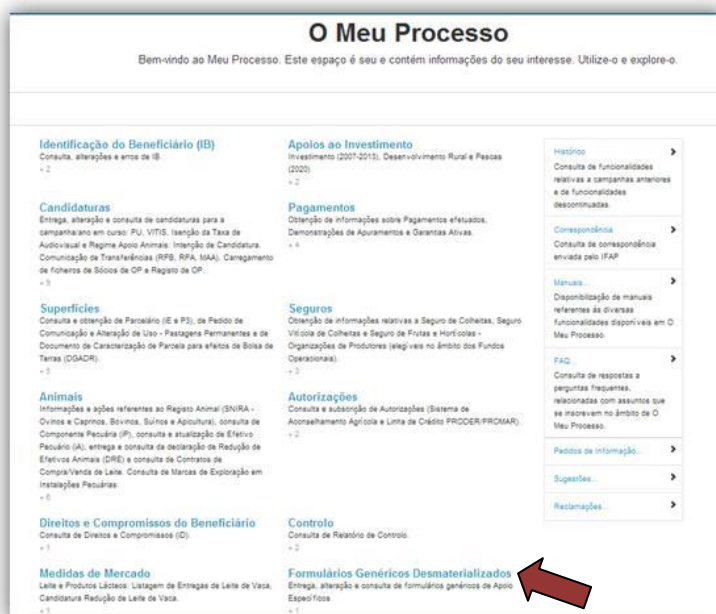 O Meu Processo
Bem-vindo ao Meu Processo. Este espaço é seu e contém informações do seu interesse. Utilize-o e explore-o.
Identificação do Beneficiário (IB)
Consulta, alterações e erros de IB.
+ 2
Candidaturas
Entrega, alteração e consulta de candidaturas para a
campanha/ano em curso: PU, VITIS, Isenção da Taxa de
Audiovisual e Regime Apoio Animais: Intenção de Candidatura.
Comunicação de Transferências (RPB, RPA, MAA). Carregamento
de ficheiros de Sócios de OP e Registo de OP.
+ 9
Superfícies
Consulta e obtenção de Parcelário (iE e P3), de Pedido de
Comunicação e Alteração de Uso - Pastagens Permanentes e de
Documento de Caracterização de Parcela para efeitos de Bolsa de
Terras (DGADR).
+ 5
Animais
Informações e ações referentes ao Registo Animal (SNIRA -
Ovinos e Caprinos, Bovinos, Suínos e Apicultura), consulta de
Componente Pecuária (iP), consulta e atualização de Efetivo
Pecuário (iA), entrega e consulta da declaração de Redução de
Efetivos Animais (DRE) e consulta de Contratos de
Compra/Venda de Leite. Consulta de Marcas de Exploração em
Instalações Pecuárias.
+ 6
Direitos e Compromissos do Beneficiário
Consulta de Direitos e Compromissos (iD).
+ 1
Medidas de Mercado
Leite e Produtos Lácteos: Listagem de Entregas de Leite de Vaca,
Candidatura Redução de Leite de Vaca.
+ 1
Apoios ao Investimento
Investimento (2007-2013), Desenvolvimento Rural e Pescas
(2020)
+ 2
Pagamentos
Obtenção de informações sobre Pagamentos efetuados,
Demonstrações de Apuramentos e Garantias Ativas.
+ 4
Seguros
Obtenção de informações relativas a Seguro de Colheitas, Seguro
Vitícola de Colheitas e Seguro de Frutas e Hortícolas -
Organizações de Produtores (elegíveis no âmbito dos Fundos
Operacionais).
+ 3
Autorizações
Consulta e subscrição de Autorizações (Sistema de
Aconselhamento Agrícola e Linha de Crédito PRODER/PROMAR).
+ 2
Controlo
Consulta de Relatório de Controlo.
+ 2
Formulários Genéricos Desmaterializados
Entrega, alteração e consulta de formulários genéricos de Apoio
Específicos
+ 1
Histórico
Consulta de funcionalidades
relativas a campanhas anteriores
e de funcionalidades
descontinuadas.
Correspondência
Consulta de correspondência
enviada pelo IFAP
Manuais...
Disponibilização de manuais
referentes às diversas
funcionalidades disponíveis em O
Meu Processo.
FAQ...
Consulta de respostas a
perguntas frequentes,
relacionadas com assuntos que
se inscrevem no âmbito de O
Meu Processo.
Pedidos de Informação...
Sugestões...
Reclamações...